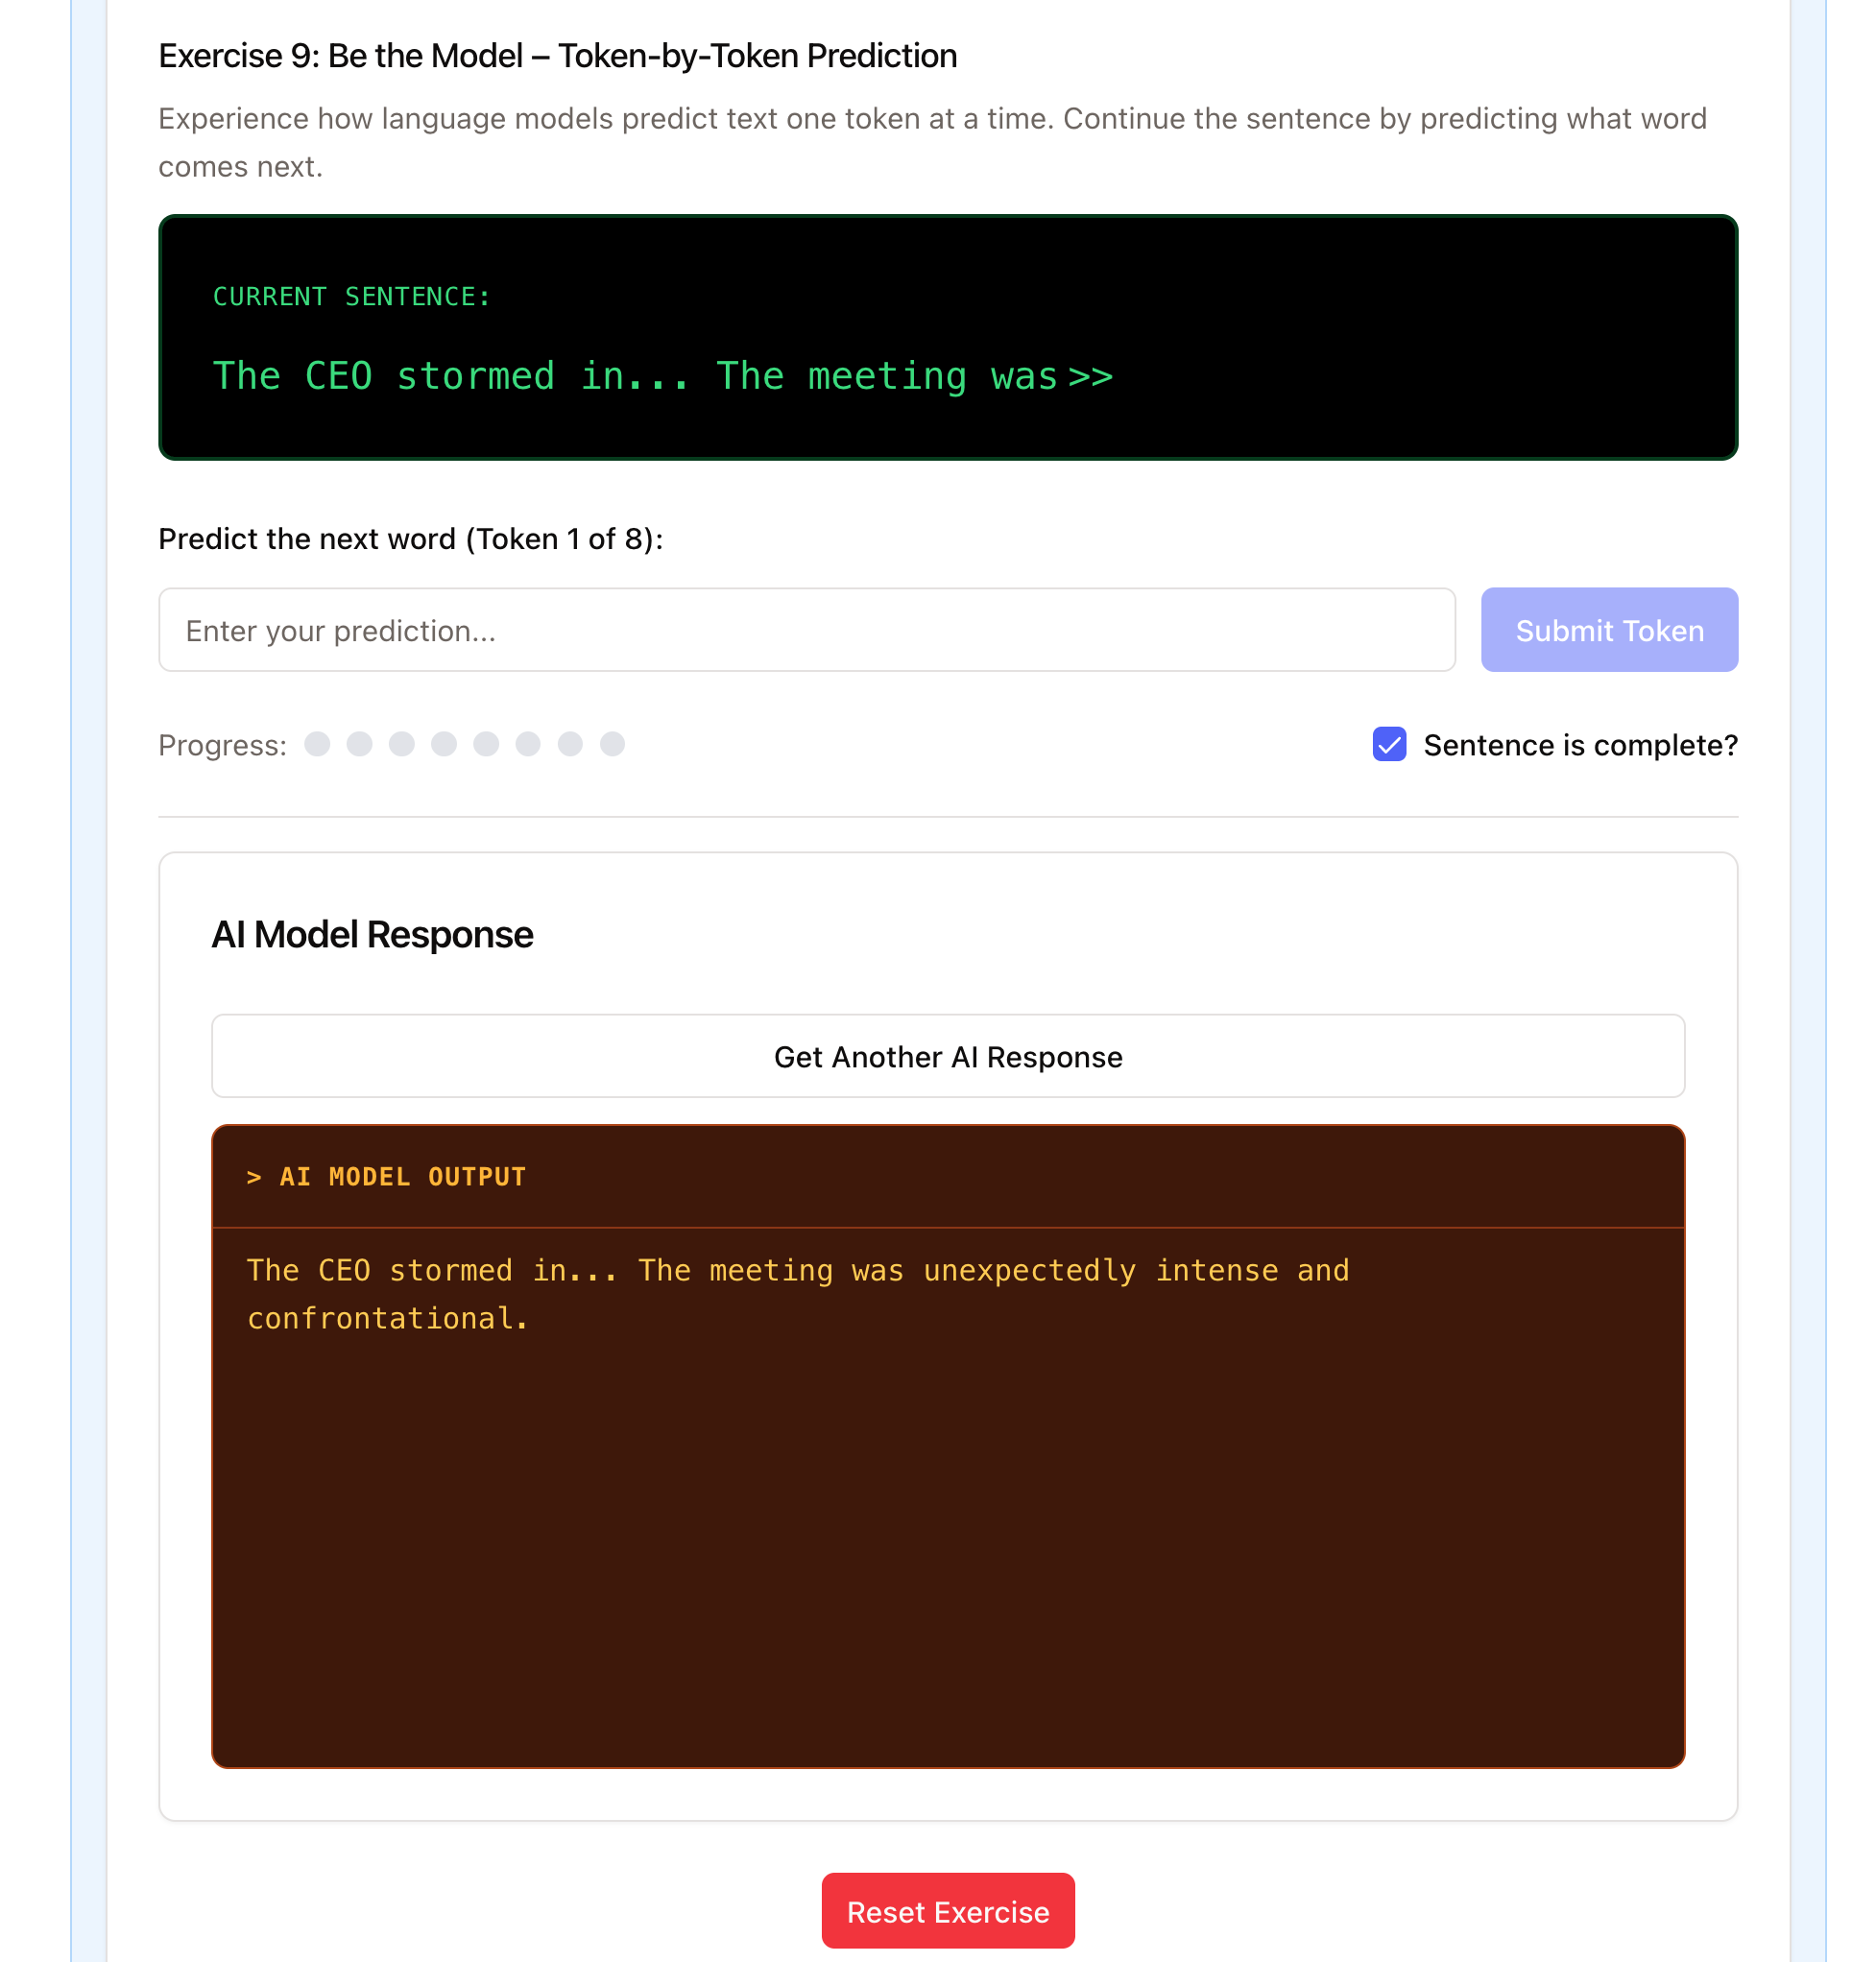 Exercise 9: Be the Model – Token-by-Token Prediction
Experience how language models predict text one token at a time. Continue the sentence by predicting what word
comes next.
CURRENT SENTENCE:
The CEO stormed in... The meeting was>>
Predict the next word (Token 1 of 8):
Enter your prediction...
Submit Token
Progress:
Sentence is complete?
AI Model Response
Get Another AI Response
> AI MODEL OUTPUT
The CEO stormed in... The meeting was unexpectedly intense and
confrontational.
Reset Exercise